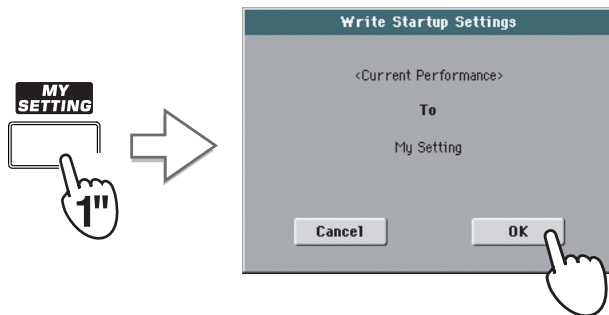 MY
SETTING
1"
Write Startup Settings
<Current Performance>
To
My Setting
Cancel
OK